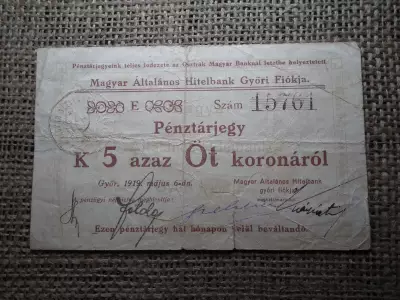 Pénztárjegyeink teljes fedezete az Osztrák Magyar Banknál letétbe helyeztetett
Magyar Általános Hitelbank Győri Fiókja.
E Szám 15761
Pénztárjegy
K 5 azaz Öt koronáról
Győr, 1919. május 6-án. Magyar Általános Hitelbank
győri fiókja
Ezen pénztárjegy hat hónapon belül beváltandó.